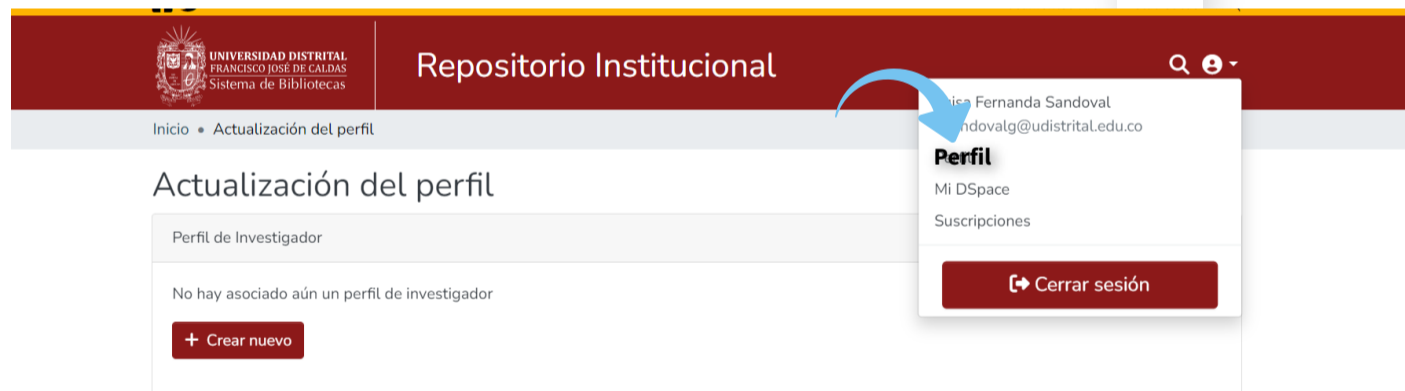 UNIVERSIDAD DISTRITAL
FRANCISCO JOSÉ DE CALDAS
Sistema de Bibliotecas
Repositorio Institucional
Fernanda Sandoval
ndovalg@udistrital.edu.co
Inicio • Actualización del perfil
Perfil
Mi DSpace
Suscripciones
Cerrar sesión
Actualización del perfil
Perfil de Investigador
No hay asociado aún un perfil de investigador
+ Crear nuevo